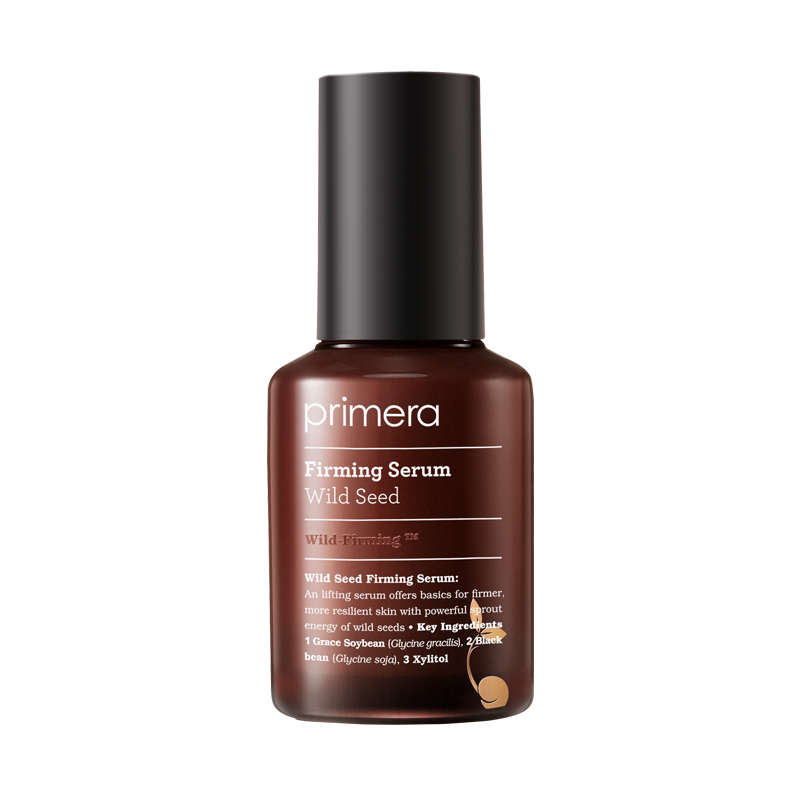 primera
Firming Serum
Wild Seed
Wild-Firming ™
Wild Seed Firming Serum:
An lifting serum offers basics for firmer,
more resilient skin with powerful sprout
energy of wild seeds • Key Ingredients
1 Grace Soybean (Glycine gracilis), 2 Black
bean (Glycine soja), 3 Xylitol